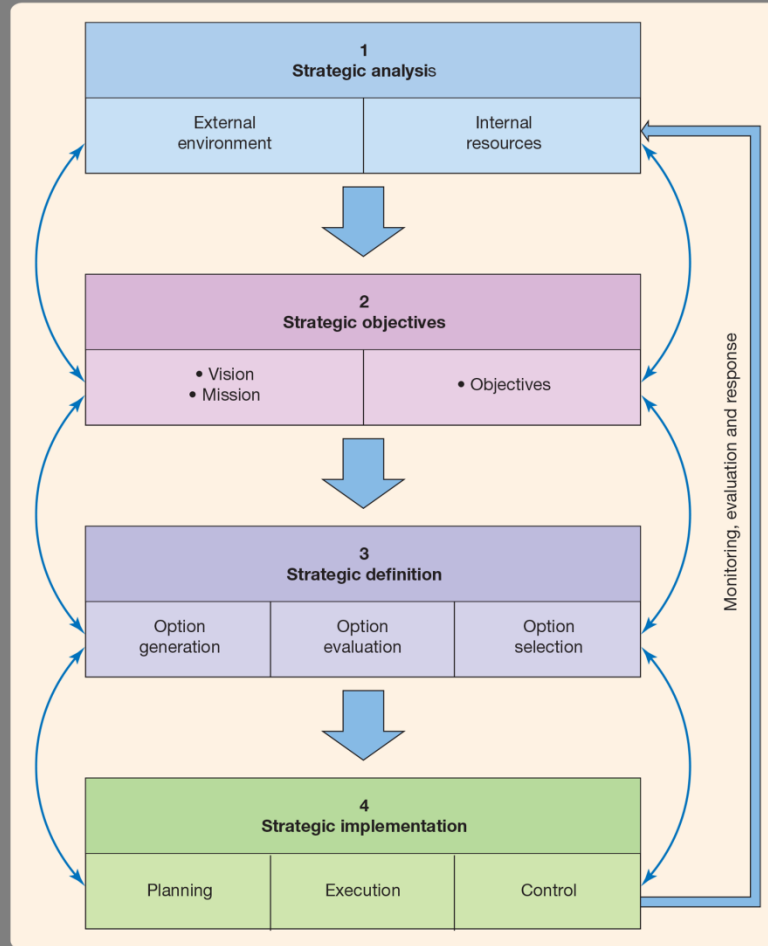 1
Strategic analysis
External
environment
Internal
resources
2
Strategic objectives
• Vision
• Mission
• Objectives
3
Strategic definition
Option
generation
Option
evaluation
Option
selection
4
Strategic implementation
Planning
Execution
Control
Monitoring, evaluation and response